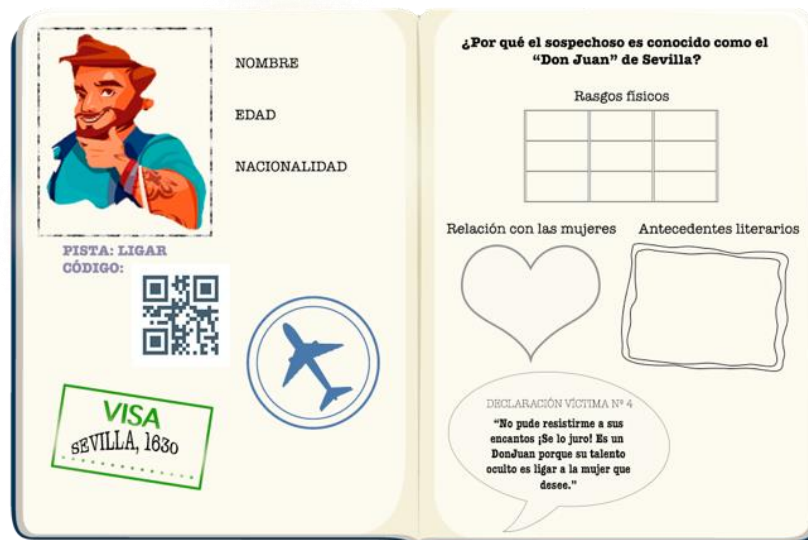 NOMBRE
EDAD
NACIONALIDAD
PISTA: LIGAR
CÓDIGO:
VISA
SEVILLA, 1630
¿Por qué el sospechoso es conocido como el
“Don Juan” de Sevilla?
Rasgos físicos
Relación con las mujeres
Antecedentes literarios
DECLARACIÓN VÍCTIMA Nº 4
“No pude resistirme a sus
encantos ¡Se lo juro! Es un
DonJuan porque su talento
oculto es ligar a la mujer que
desee.”